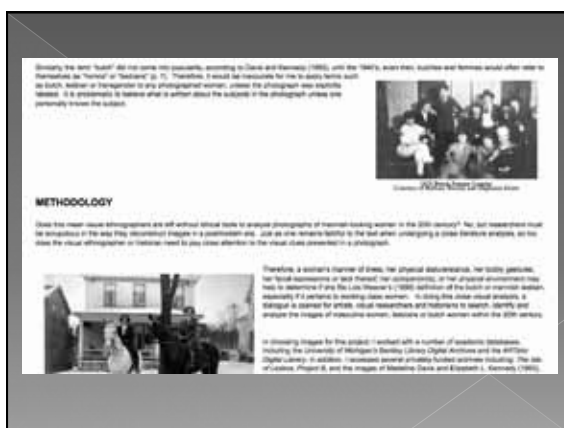 Similarly, the term "butch" did not come into popularity, according to Davis and Kennedy (1993), until the 1940's, even then, butches and femmes would often refer to
themselves as "homos" or "lesbians" (p. 7). Therefore, it would be inaccurate for me to apply terms such
as butch, lesbian or transgender to any photographed women, unless the photograph was explicitly
labeled. It is problematic to believe what is written about the subjects in the photograph unless one
personally knows the subject.
Courtesy of
METHODOLOGY
Does this mean visual ethnographers are left without ethical tools to analyze photographs of mannish-looking women in the 20th century? No, but researchers must
be scrupulous in the way they deconstruct images in a postmodern era. Just as one remains faithful to the text when undergoing a close literature analysis, so too
does the visual ethnographer or historian need to pay close attention to the visual clues presented in a photograph.
Therefore, a woman's manner of dress, her physical her bodily gestures,
her facial expressions or lack thereof, her companion(s), or her physical environment may
help to determine if she fits Lois Weaver's definition of the butch or mannish lesbian
especially if it pertains to working class women. In doing this close visual analysis, a
dialogue is opened for artists, visual researchers and historians to search, identify and
analyze the images of masculine women, lesbians or butch women within the 20th century.
In choosing images for this project, I worked with a number of academic databases,
including the University of Michigan's Bentley Library Digital Archives and the ARTstor
Digital Library. In addition, I accessed several privately funded archives including: The Isle
of Lesbos, Project B, and the images of Madeline Davis and Elizabeth L. Kennedy (1993),